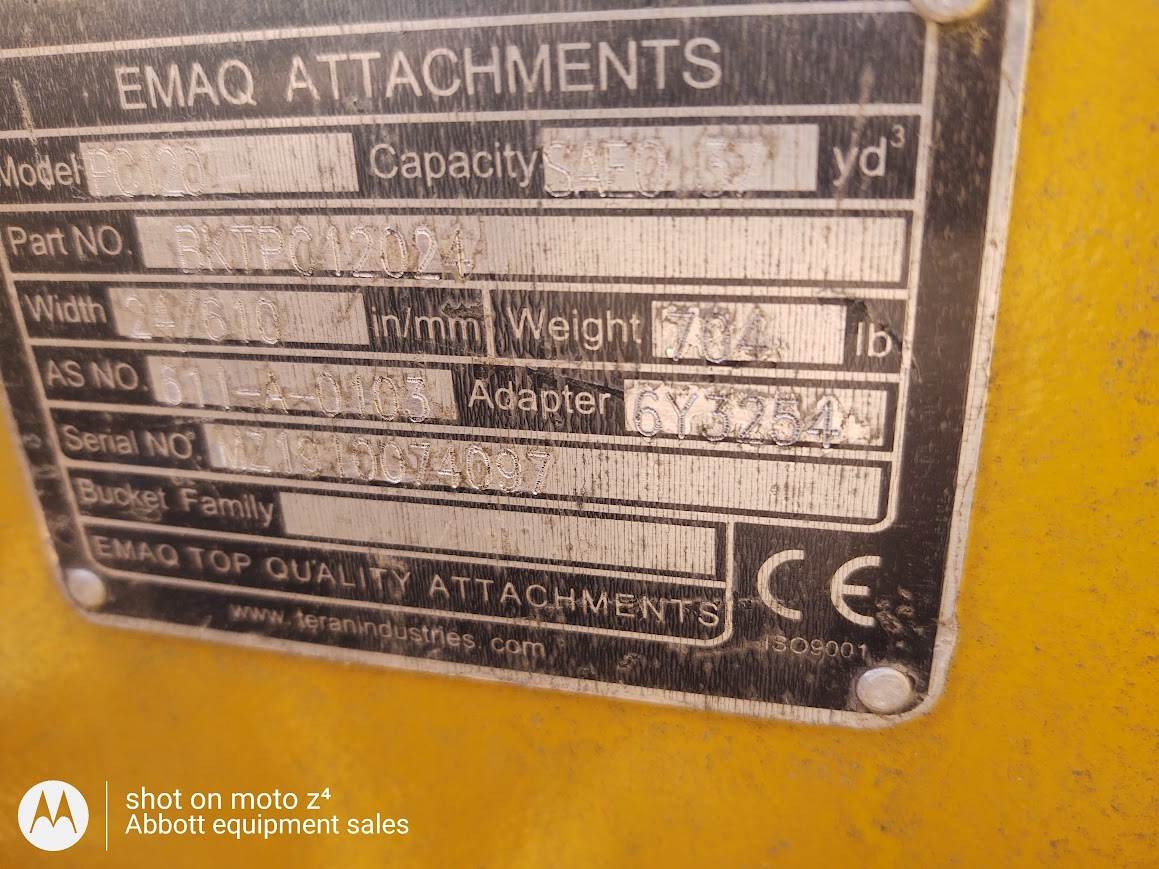 EMAQ ATTACHMENTS
Model PC120 Capacity SAE0.37 yd³
Part NO. BKTPC12024
Width 24/610 in/mm Weight 704 lb
AS NO. 611-A-0103 Adapter 6Y3254
Serial NO. MZ1910074097
Bucket Family
EMAQ TOP QUALITY ATTACHMENTS
www.teranindustries.com
CE
ISO9001
shot on moto z⁴
Abbott equipment sales